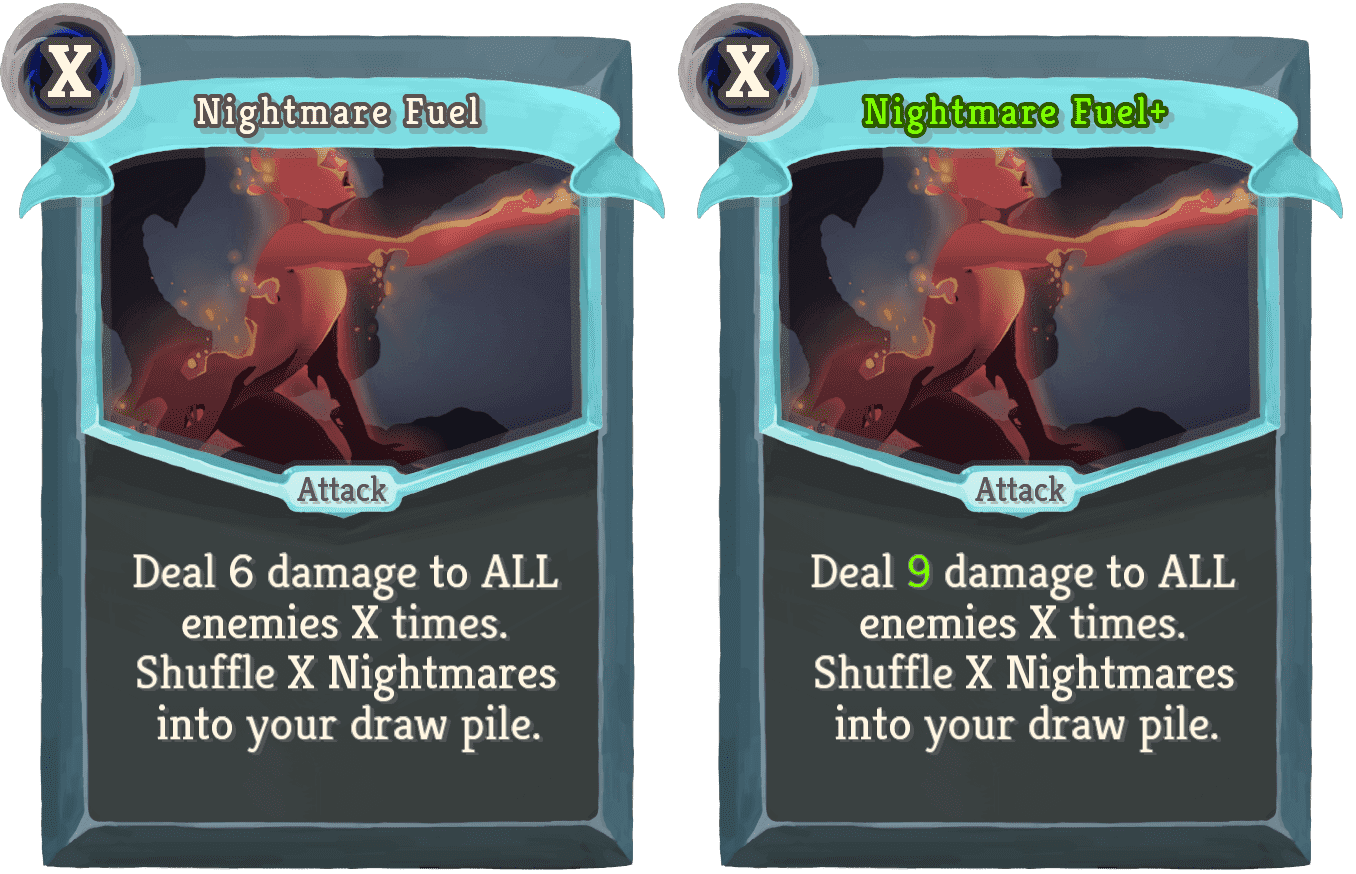 X
Nightmare Fuel
Attack
Deal 6 damage to ALL
enemies X times.
Shuffle X Nightmares
into your draw pile.
X
Nightmare Fuel+
Attack
Deal 9 damage to ALL
enemies X times.
Shuffle X Nightmares
into your draw pile.